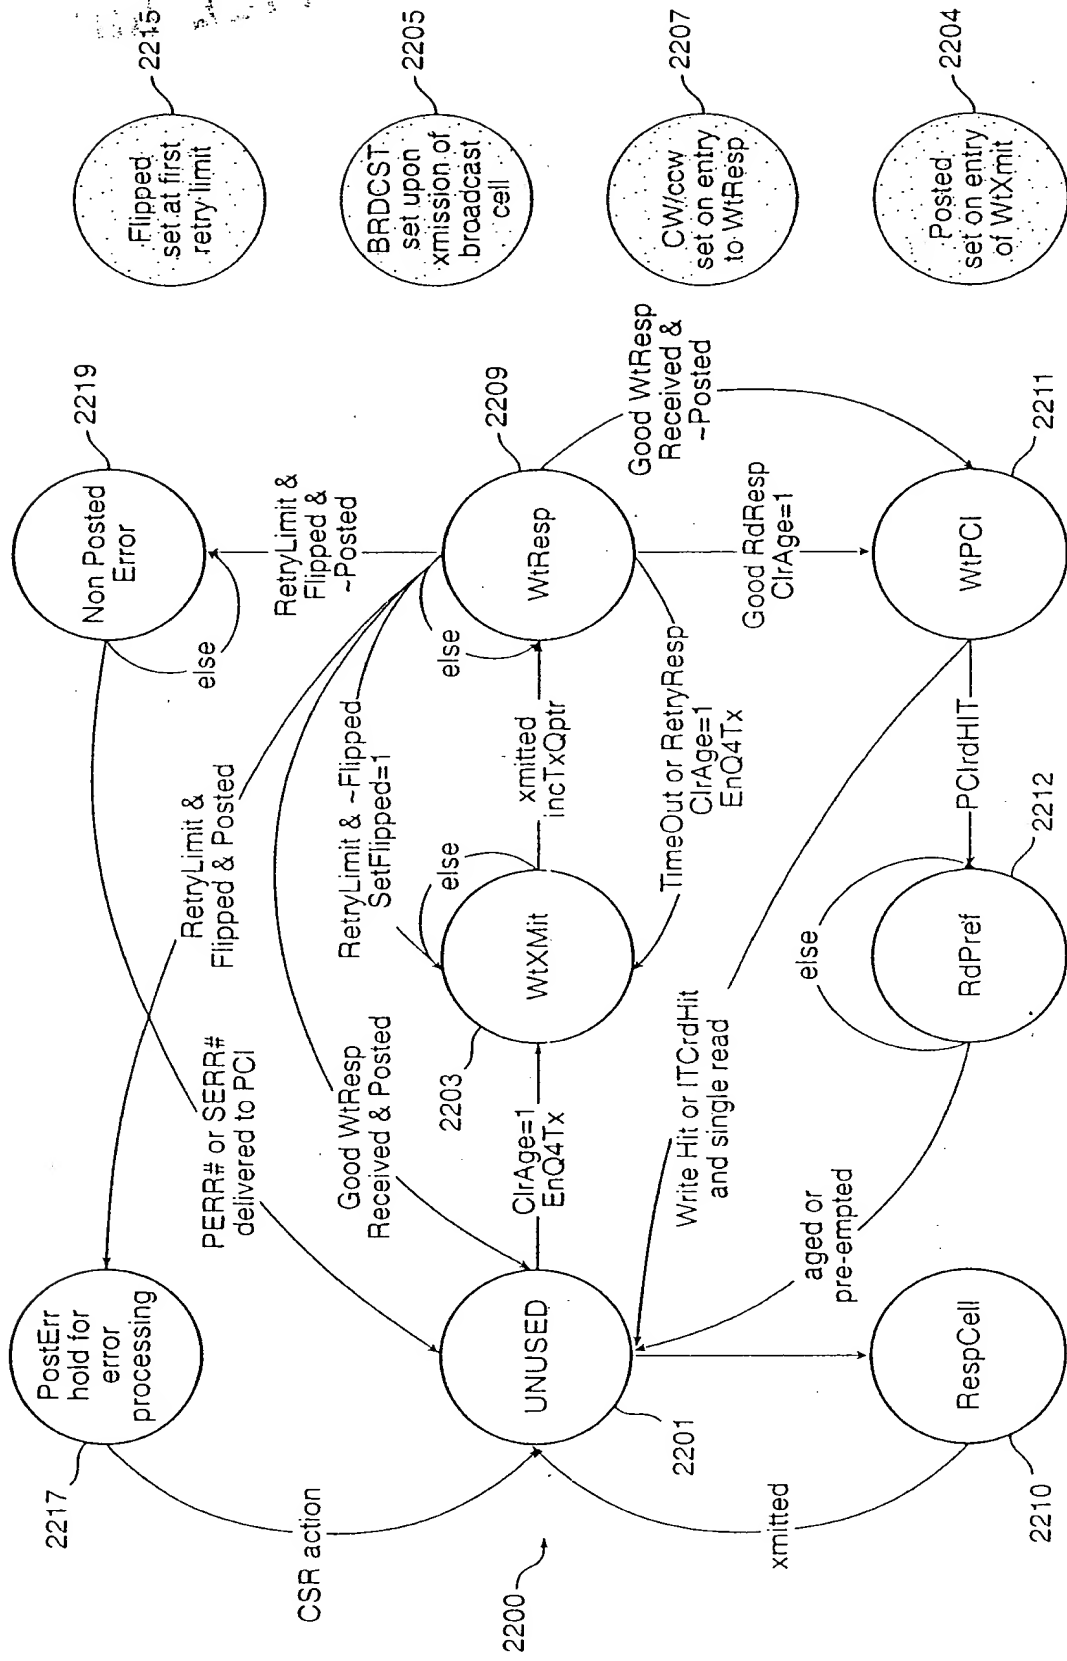 2217
PostErr
hold for
error
processing
2219
Non Posted
Error
else
2215
Flipped
set at first
retry limit
CSR action
PERR# or SERR#
delivered to PCI
RetryLimit &
Flipped & Posted
RetryLimit &
Flipped &
~Posted
2205
BRDCST
set upon
xmission of
broadcast
cell
Good WtResp
Received & Posted
RetryLimit & ~Flipped
SetFlipped=1
2200
2201
UNUSED
ClrAge=1
EnQ4Tx
2203
WtXMit
else
xmitted
incTxQptr
else
2209
WtResp
2207
CW/ccw
set on entry
to WtResp
Good WtResp
Received &
~Posted
TimeOut or RetryResp
ClrAge=1
EnQ4Tx
Good RdResp
ClrAge=1
Write Hit or ITCrdHit
and single read
xmitted
2210
RespCell
aged or
pre-empted
else
RdPref
2212
PCIrdHIT
WtPCI
2211
2204
Posted
set on entry
of WtXmit